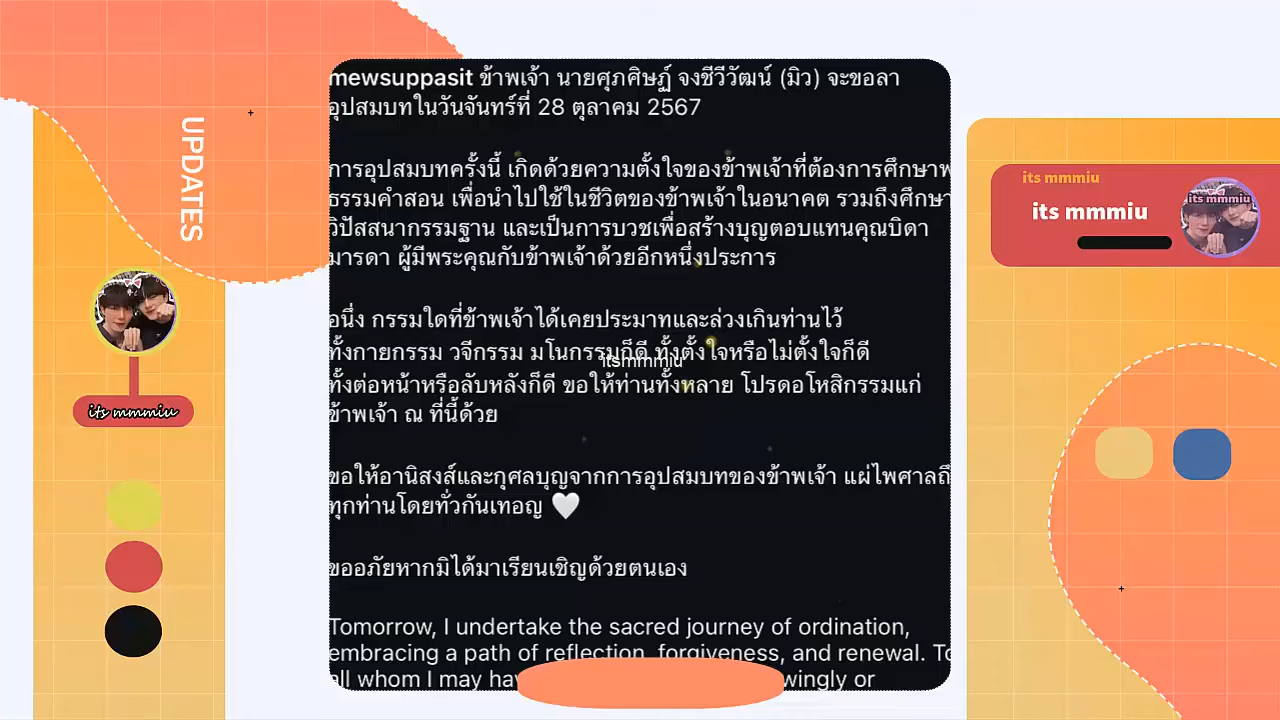 UPDATES
its mmmiu
mewsuppasit ข้าพเจ้า นายศุภศิษฏ์ จงชีวีวัฒน์ (มิว) จะขอลา
อุปสมบทในวันจันทร์ที่ 28 ตุลาคม 2567
การอุปสมบทครั้งนี้ เกิดด้วยความตั้งใจของข้าพเจ้าที่ต้องการศึกษาพ
ธรรมคำสอน เพื่อนำไปใช้ในชีวิตของข้าพเจ้าในอนาคต รวมถึงศึกษา
วิปัสสนากรรมฐาน และเป็นการบวชเพื่อสร้างบุญตอบแทนคุณบิดา
มารดา ผู้มีพระคุณกับข้าพเจ้าด้วยอีกหนึ่งประการ
อนึ่ง กรรมใดที่ข้าพเจ้าได้เคยประมาทและล่วงเกินท่านไว้
ทั้งกายกรรม วจีกรรม มโนกรรมก็ดี ทั้งตั้งใจหรือไม่ตั้งใจก็ดี
itsmmmiu
ทั้งต่อหน้าหรือลับหลังก็ดี ขอให้ท่านทั้งหลาย โปรดอโหสิกรรมแก่
ข้าพเจ้า ณ ที่นี้ด้วย
ขอให้อานิสงส์และกุศลบุญจากการอุปสมบทของข้าพเจ้า แผ่ไพศาลถึ
ทุกท่านโดยทั่วกันเทอญ 🤍
ขออภัยหากมิได้มาเรียนเชิญด้วยตนเอง
Tomorrow, I undertake the sacred journey of ordination,
embracing a path of reflection, forgiveness, and renewal. To
all whom I may wingly or
its mmmiu
its mmmiu
its mmmiu